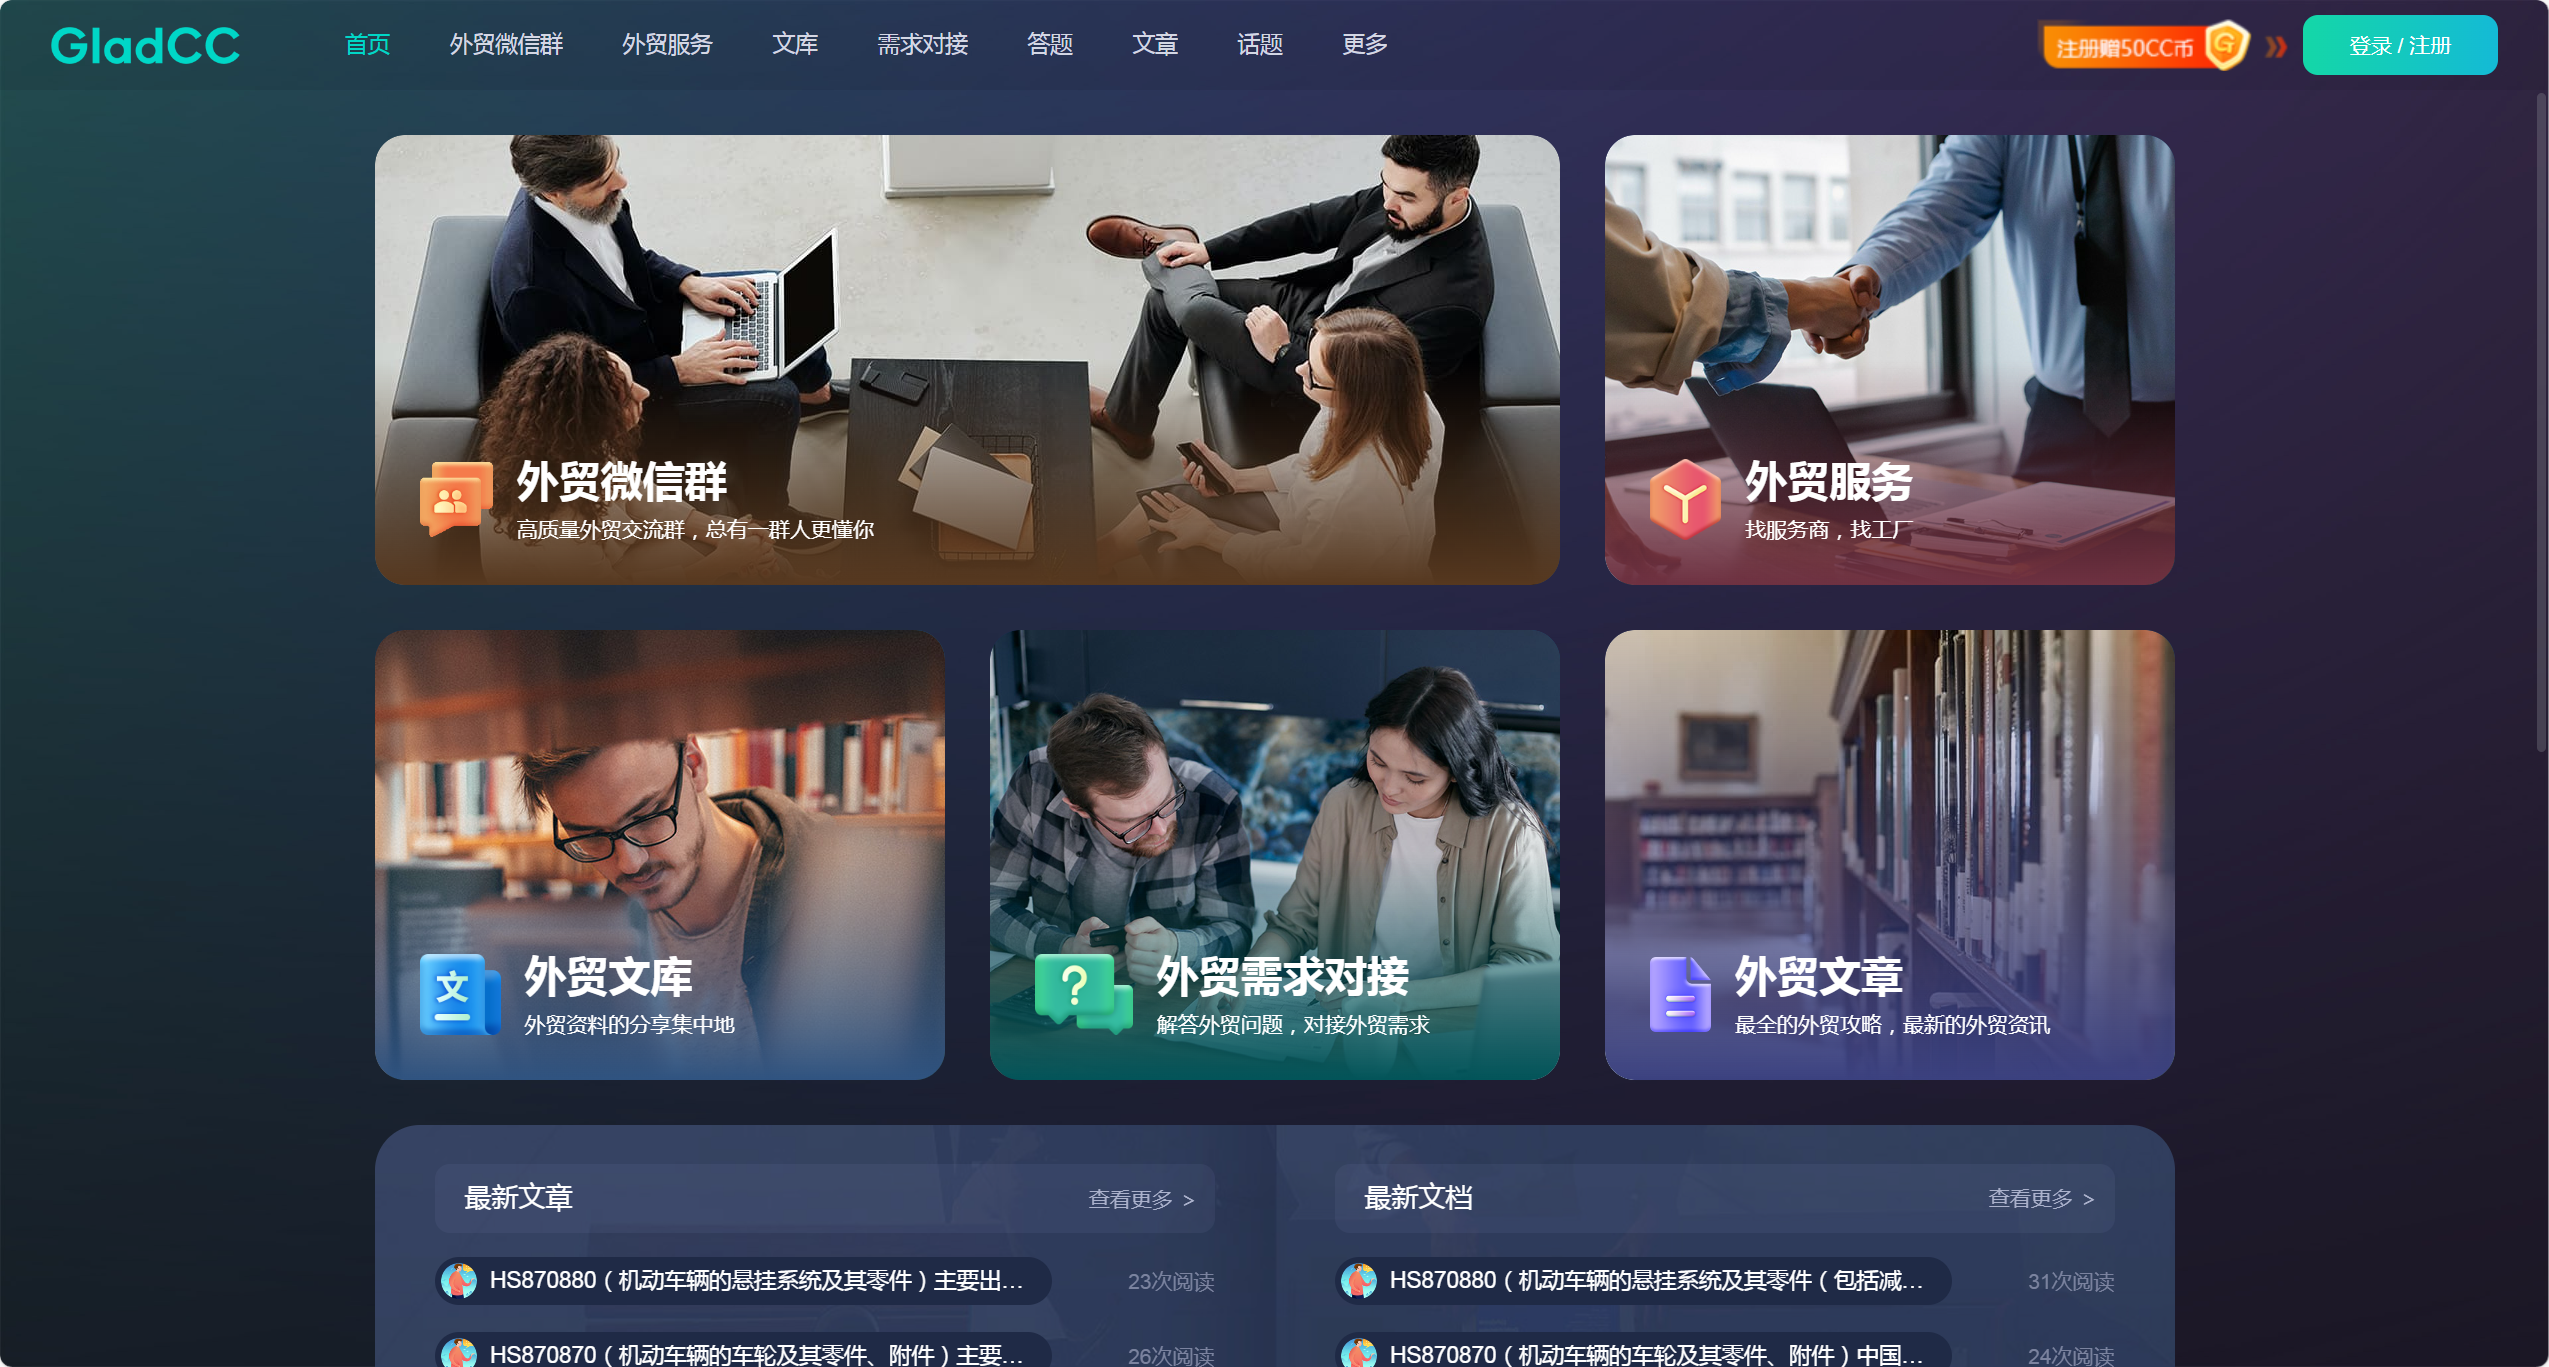 GladCC
首页 外贸微信群 外贸服务 文库 需求对接 答题 文章 话题 更多
注册赠50CC币
登录 / 注册
外贸微信群
高质量外贸交流群，总有一群人更懂你
外贸服务
找服务商，找工厂
文
外贸文库
外贸资料的分享集中地
?
外贸需求对接
解答外贸问题，对接外贸需求
外贸文章
最全的外贸攻略，最新的外贸资讯
最新文章
查看更多 >
HS870880（机动车辆的悬挂系统及其零件）主要出...
23次阅读
HS870870（机动车辆的车轮及其零件、附件）主要...
26次阅读
最新文档
查看更多 >
HS870880（机动车辆的悬挂系统及其零件（包括减...
31次阅读
HS870870（机动车辆的车轮及其零件、附件）中国...
24次阅读